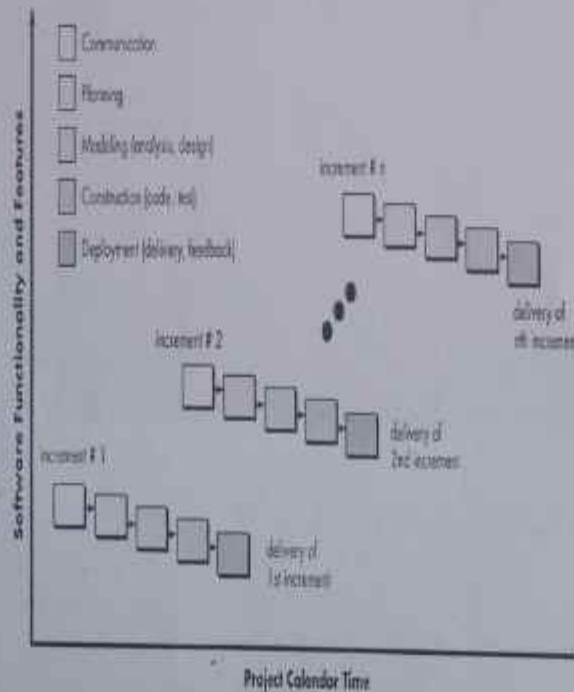 Software Functionality and Features
Communication
Planning
Modeling (analysis, design)
Construction (code, test)
Deployment (delivery, feedback)
increment # n
delivery of
nth increment
increment # 2
delivery of
2nd increment
increment # 1
delivery of
1st increment
Project Calendar Time